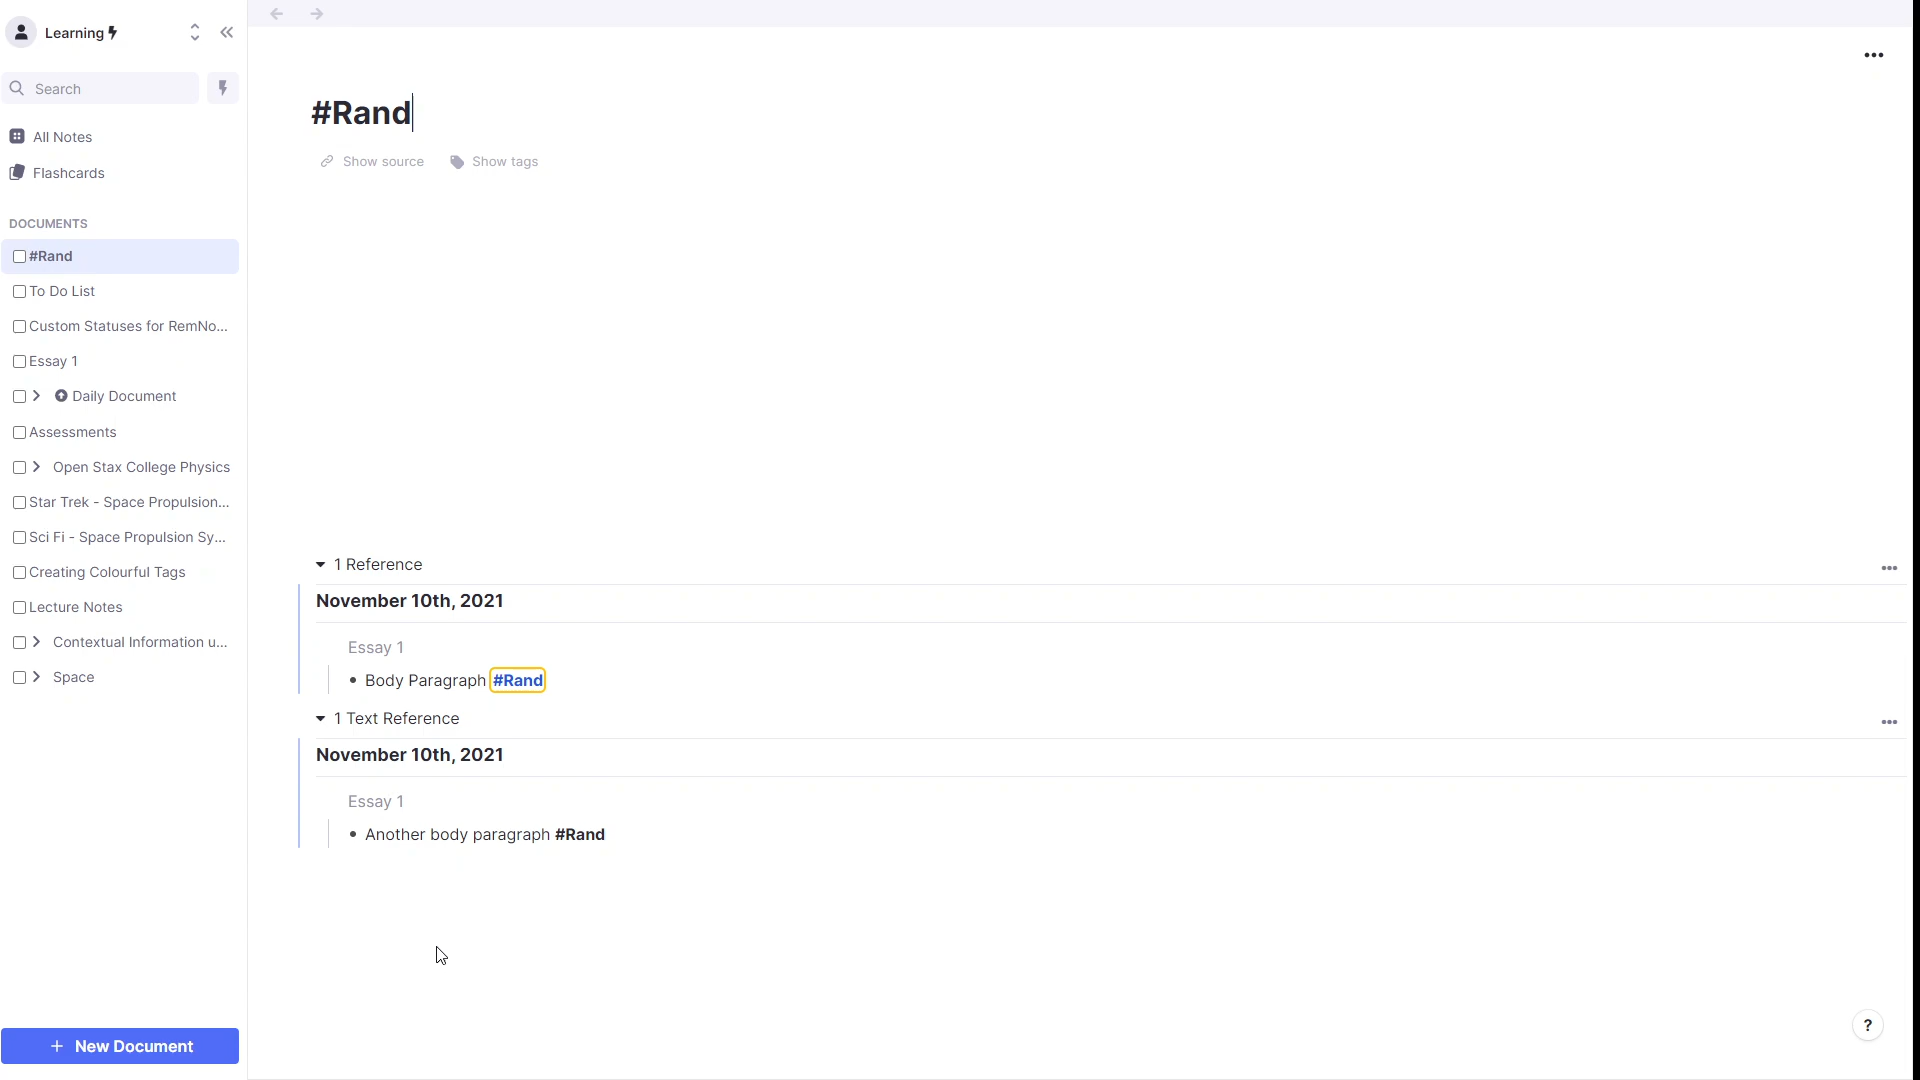 Learning
Search
All Notes
Flashcards
DOCUMENTS
#Rand
To Do List
Custom Statuses for RemNo...
Essay 1
Daily Document
Assessments
Open Stax College Physics
Star Trek - Space Propulsion...
Sci Fi - Space Propulsion Sy...
Creating Colourful Tags
Lecture Notes
Contextual Information u...
Space
+ New Document
#Rand
Show source Show tags
1 Reference
November 10th, 2021
Essay 1
• Body Paragraph #Rand
1 Text Reference
November 10th, 2021
Essay 1
• Another body paragraph #Rand
?